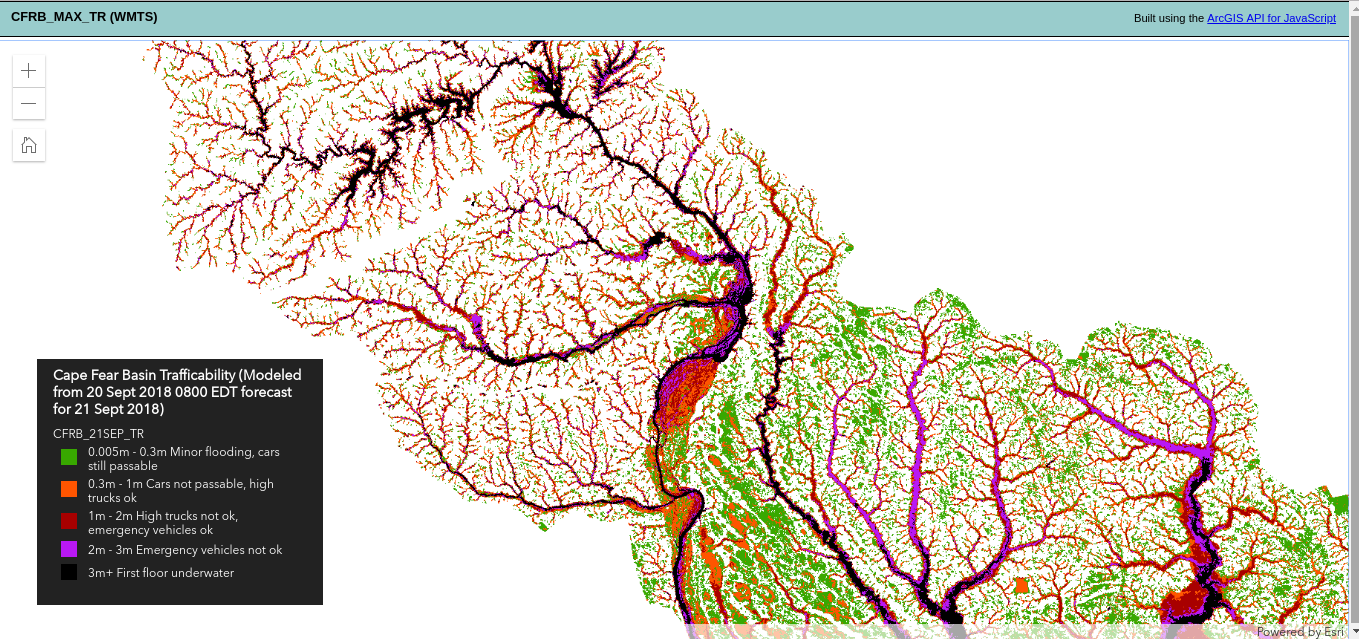 CFRB_MAX_TR (WMTS)
Built using the ArcGIS API for JavaScript
Cape Fear Basin Trafficability (Modeled
from 20 Sept 2018 0800 EDT forecast
for 21 Sept 2018)
CFRB_21SEP_TR
0.005m - 0.3m Minor flooding, cars
still passable
0.3m - 1m Cars not passable, high
trucks ok
1m - 2m High trucks not ok,
emergency vehicles ok
2m - 3m Emergency vehicles not ok
3m+ First floor underwater
Powered by Esri